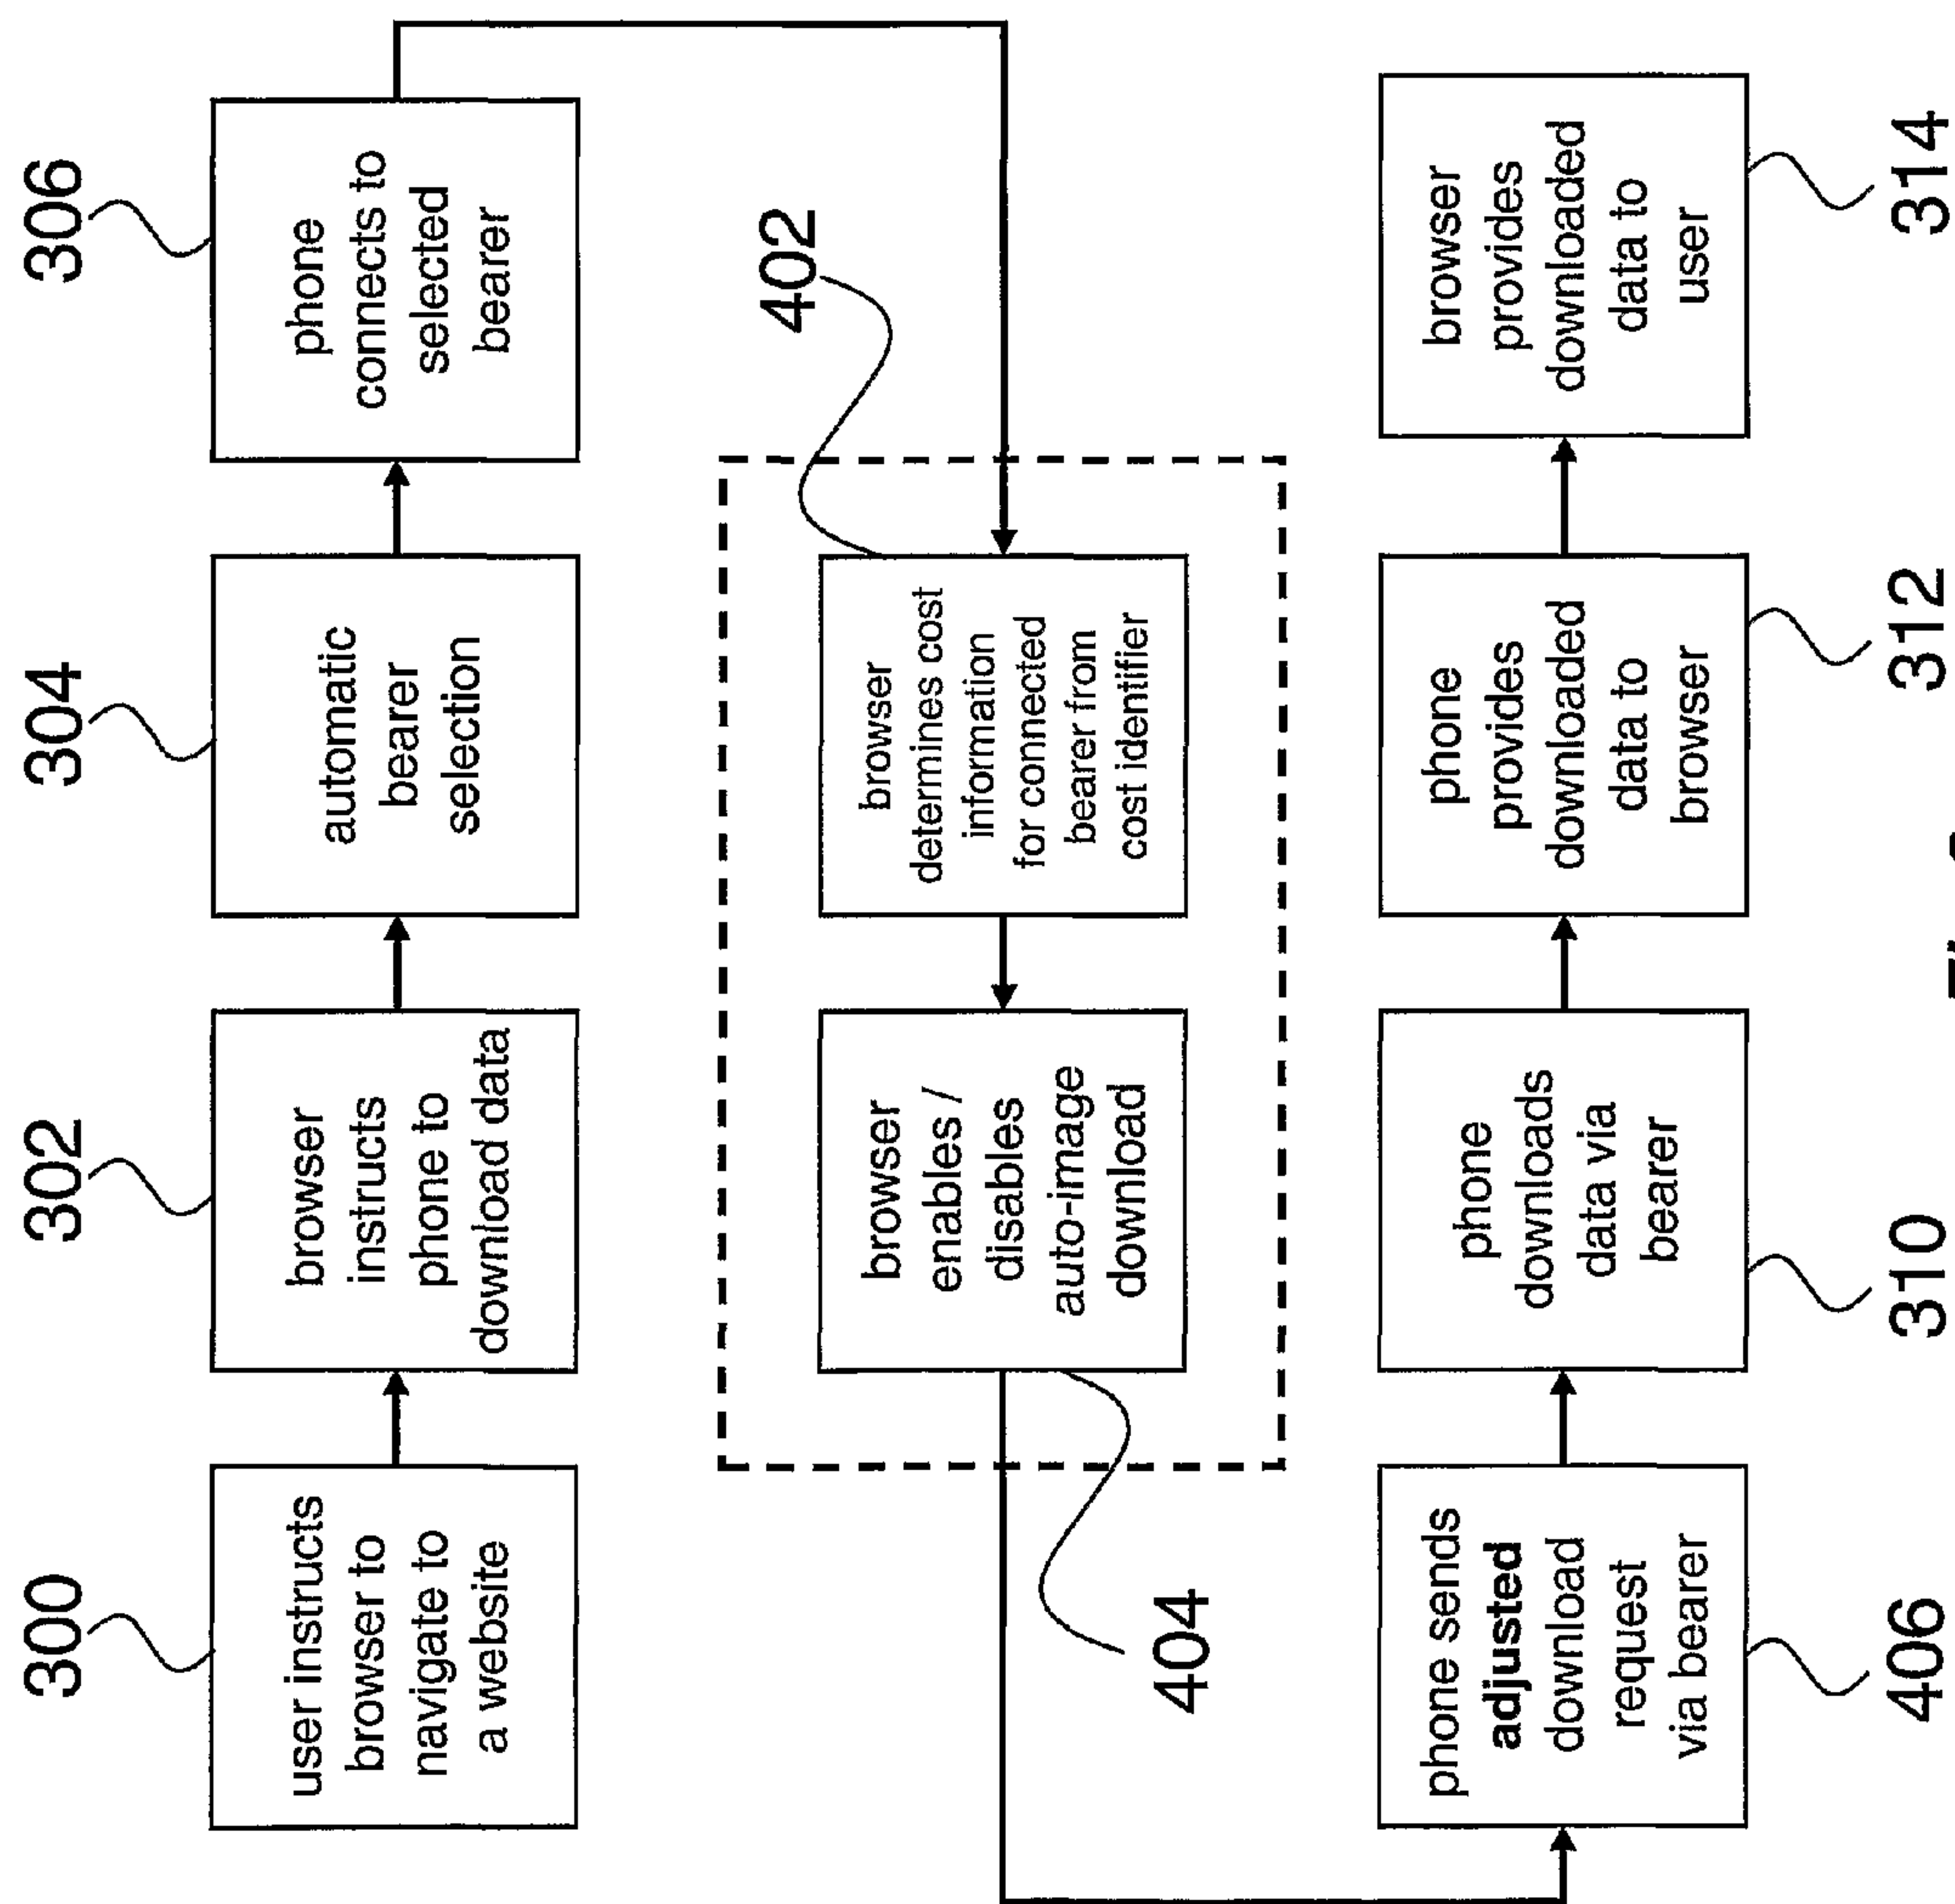 300
302
304
306
user instructs
browser to
navigate to
a website
browser
instructs
phone to
download data
automatic
bearer
selection
phone
connects to
selected
bearer
402
browser
determines cost
information
for connected
bearer from
cost identifier
browser
enables /
disables
auto-image
download
404
phone sends
adjusted
download
request
via bearer
phone
downloads
data via
bearer
phone
provides
downloaded
data to
browser
browser
provides
downloaded
data to
user
406
310
312
314